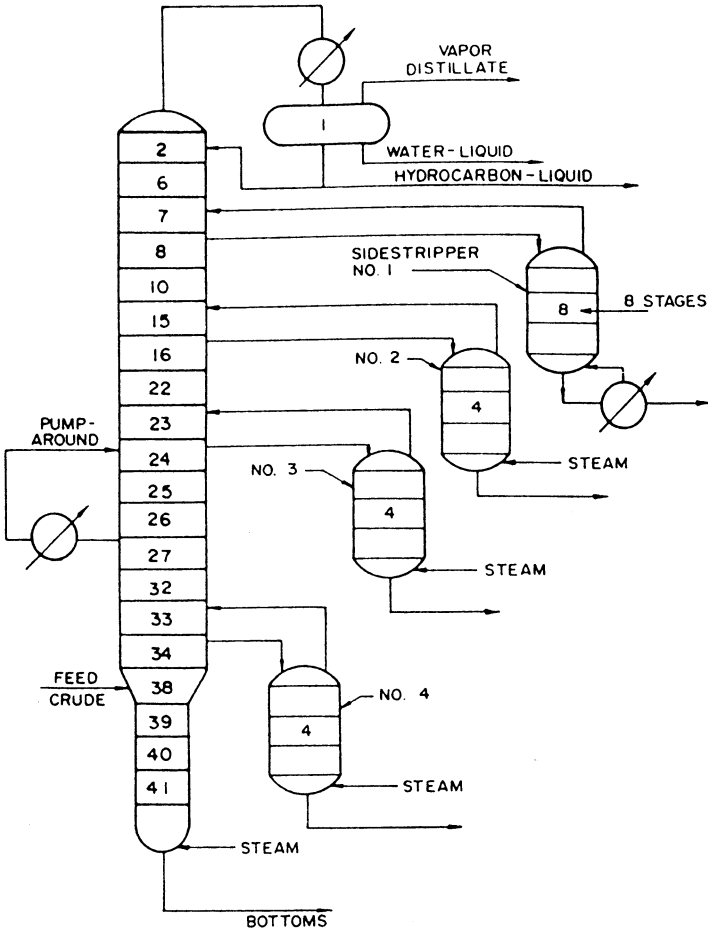 VAPOR
DISTILLATE
1
WATER-LIQUID
HYDROCARBON-LIQUID
2
6
7
8
SIDESTRIPPER
NO. 1
8
8 STAGES
10
15
16
NO. 2
4
STEAM
22
23
PUMP-
AROUND
24
NO. 3
4
STEAM
25
26
27
32
33
34
FEED
CRUDE
38
NO. 4
4
STEAM
39
40
41
STEAM
BOTTOMS